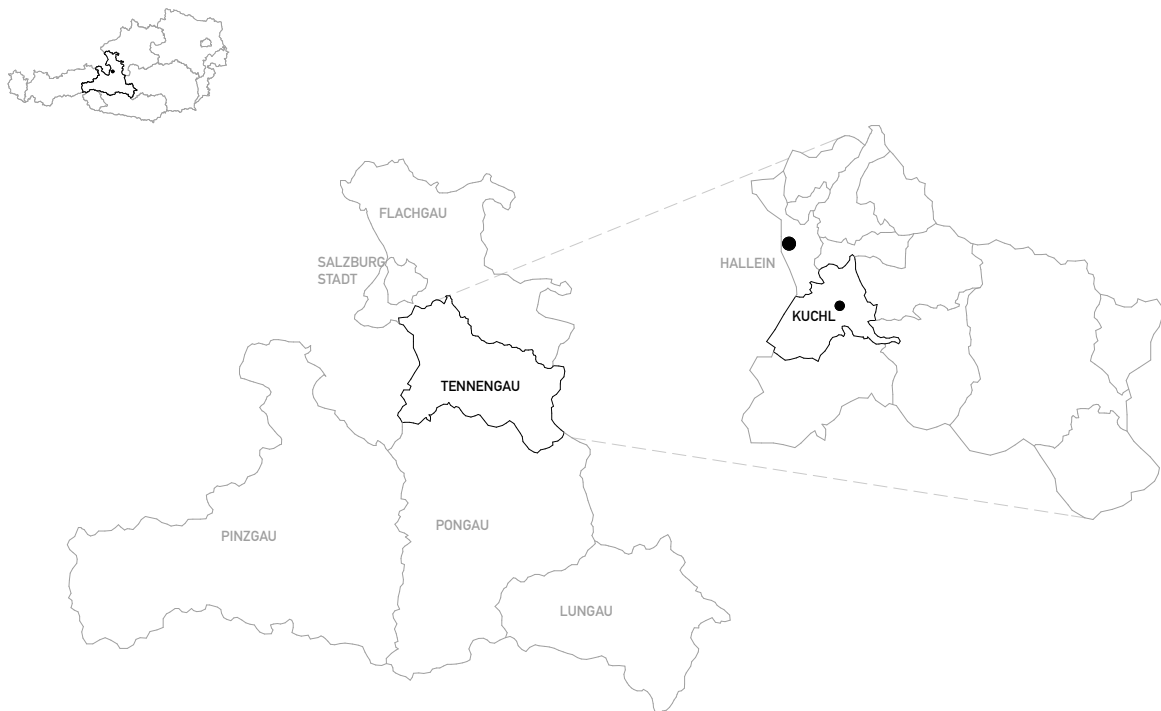 FLACHGAU
SALZBURG
STADT
HALLEIN
KUCHL
TENNENGAU
PINZGAU
PONGAU
LUNGAU